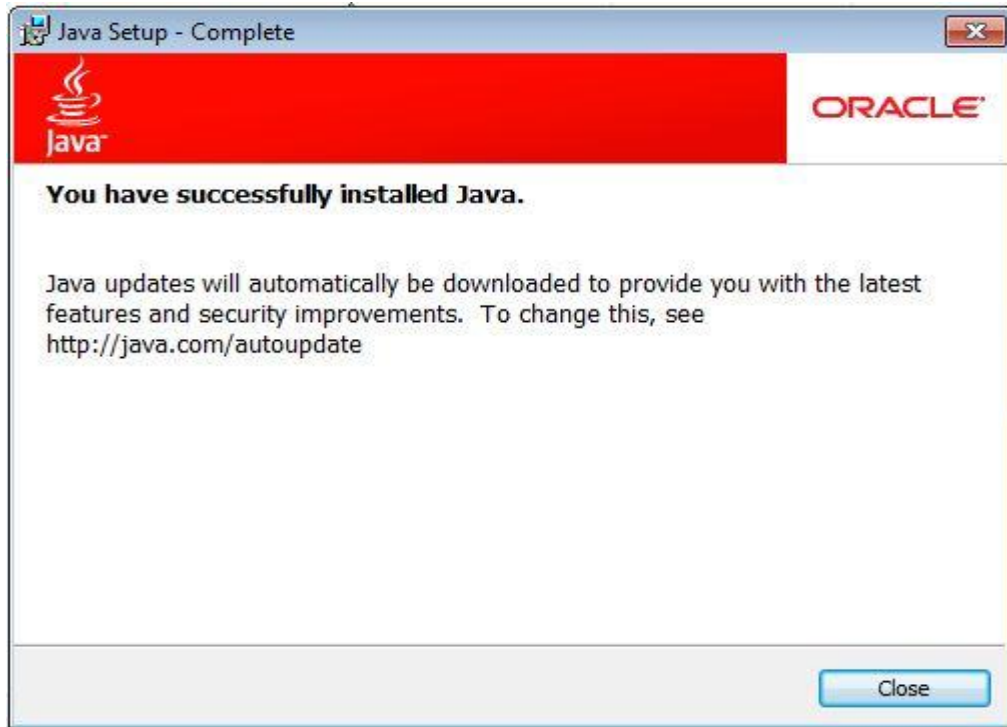 Java Setup - Complete
Java™
ORACLE®
You have successfully installed Java.
Java updates will automatically be downloaded to provide you with the latest
features and security improvements.  To change this, see
http://java.com/autoupdate
Close